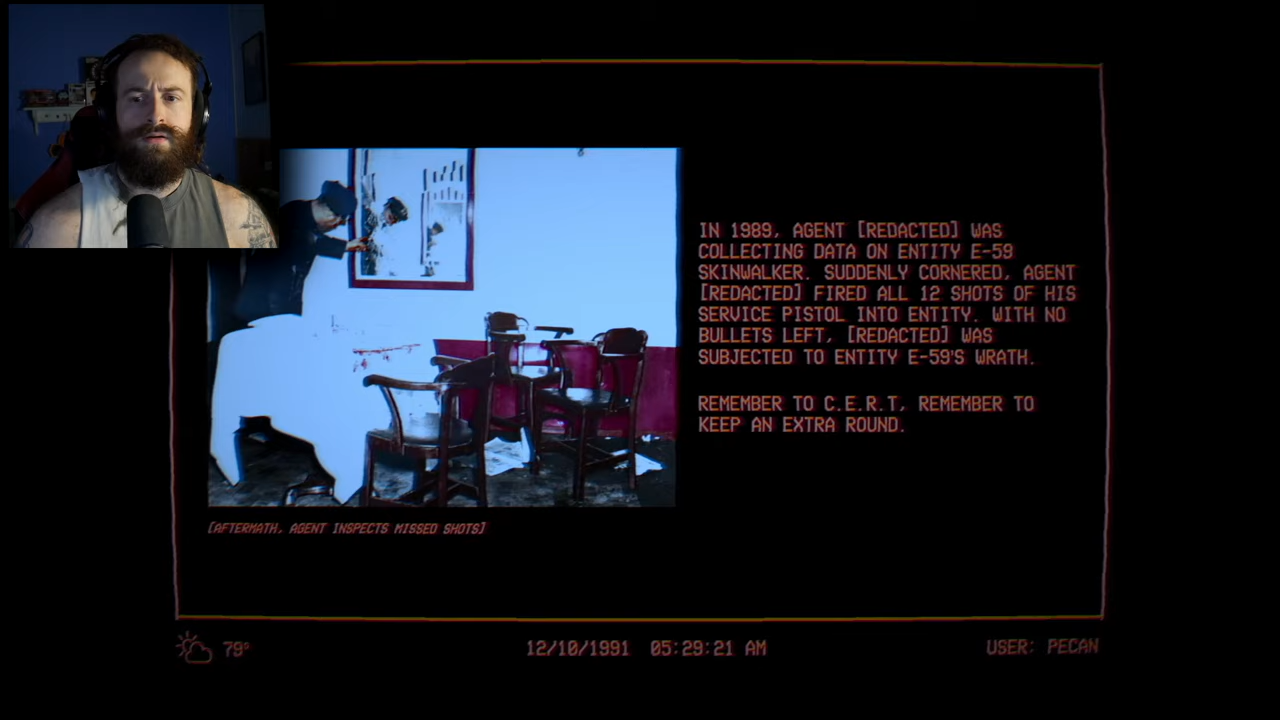 IN 1989, AGENT [REDACTED] WAS
COLLECTING DATA ON ENTITY E-59
SKINWALKER. SUDDENLY CORNERED, AGENT
[REDACTED] FIRED ALL 12 SHOTS OF HIS
SERVICE PISTOL INTO ENTITY. WITH NO
BULLETS LEFT, [REDACTED] WAS
SUBJECTED TO ENTITY E-59'S WRATH.
REMEMBER TO C.E.R.T, REMEMBER TO
KEEP AN EXTRA ROUND.
[AFTERMATH, AGENT INSPECTS MISSED SHOTS]
79°
12/10/1991 05:29:21 AM
USER: PECAN